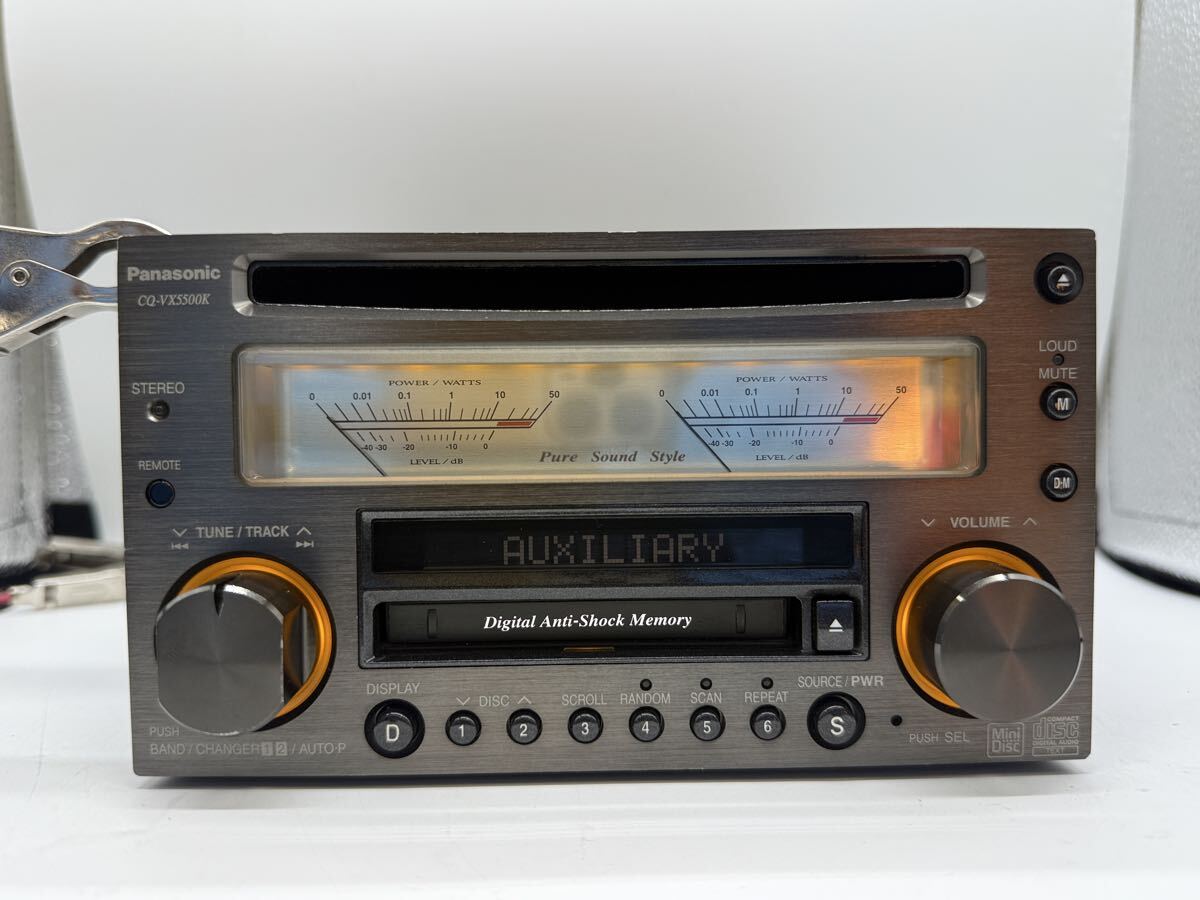 Panasonic
CQ-VX5500K
LOUD
MUTE
M
D·M
STEREO
REMOTE
POWER / WATTS
0 0.01 0.1 1 10 50
-40 -30 -20 -10 0
LEVEL / dB
POWER / WATTS
0 0.01 0.1 1 10 50
-40 -30 -20 -10 0
LEVEL / dB
Pure Sound Style
TUNE / TRACK
VOLUME
AUXILIARY
Digital Anti-Shock Memory
DISPLAY
D
DISC
SCROLL
RANDOM
SCAN
REPEAT
SOURCE / PWR
1 2 3 4 5 6
S
PUSH
BAND / CHANGER 1 2 / AUTO·P
PUSH SEL
Mini
Disc
COMPACT
disc
DIGITAL AUDIO
TEXT